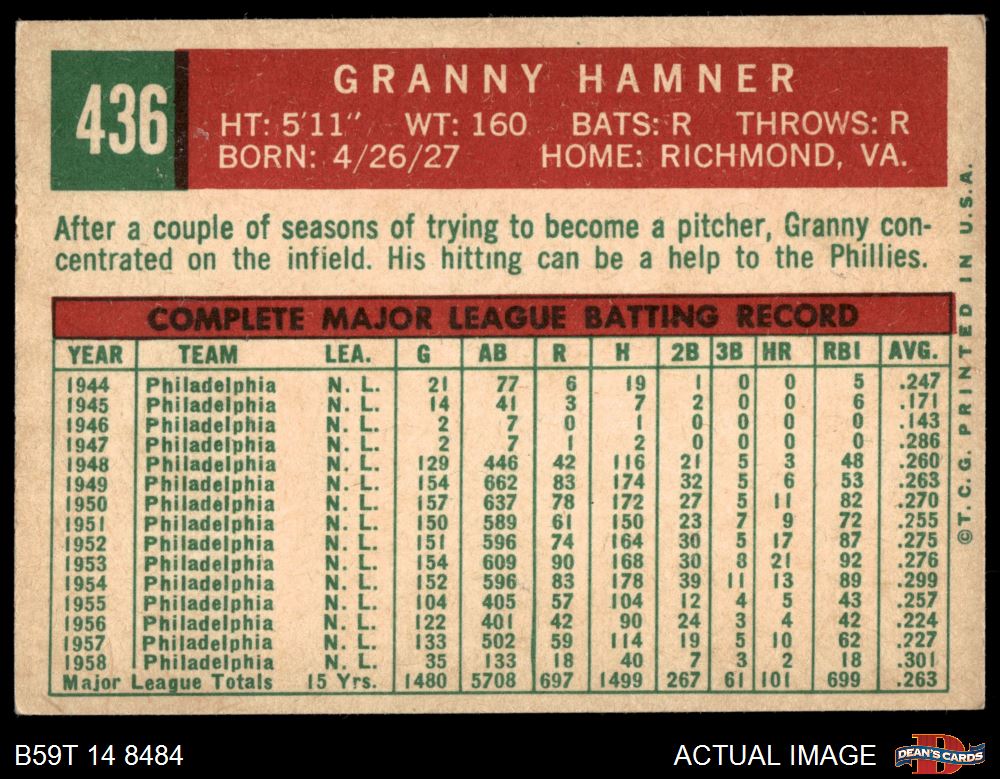 436
GRANNY HAMNER
HT: 5'11" WT: 160 BATS: R THROWS: R
BORN: 4/26/27 HOME: RICHMOND, VA.
After a couple of seasons of trying to become a pitcher, Granny con-
centrated on the infield. His hitting can be a help to the Phillies.
COMPLETE MAJOR LEAGUE BATTING RECORD
YEAR TEAM LEA. G AB R H 2B 3B HR RBI AVG.
1944 Philadelphia N. L. 21 77 6 19 1 0 0 5 .247
1945 Philadelphia N. L. 14 41 3 7 2 0 0 6 .171
1946 Philadelphia N. L. 2 7 0 1 0 0 0 0 .143
1947 Philadelphia N. L. 2 7 1 2 0 0 0 0 .286
1948 Philadelphia N. L. 129 446 42 116 21 5 3 48 .260
1949 Philadelphia N. L. 154 662 83 174 32 5 6 53 .263
1950 Philadelphia N. L. 157 637 78 172 27 5 11 82 .270
1951 Philadelphia N. L. 150 589 61 150 23 7 9 72 .255
1952 Philadelphia N. L. 151 596 74 164 30 5 17 87 .275
1953 Philadelphia N. L. 154 609 90 168 30 8 21 92 .276
1954 Philadelphia N. L. 152 596 83 178 39 11 13 89 .299
1955 Philadelphia N. L. 104 405 57 104 12 4 5 43 .257
1956 Philadelphia N. L. 122 401 42 90 24 3 4 42 .224
1957 Philadelphia N. L. 133 502 59 114 19 5 10 62 .227
1958 Philadelphia N. L. 35 133 18 40 7 3 2 18 .301
Major League Totals 15 Yrs. 1480 5708 697 1499 267 61 101 699 .263
©T. C. G. PRINTED IN U.S.A.
B59T 14 8484
ACTUAL IMAGE
D's
DEAN'S CARDS